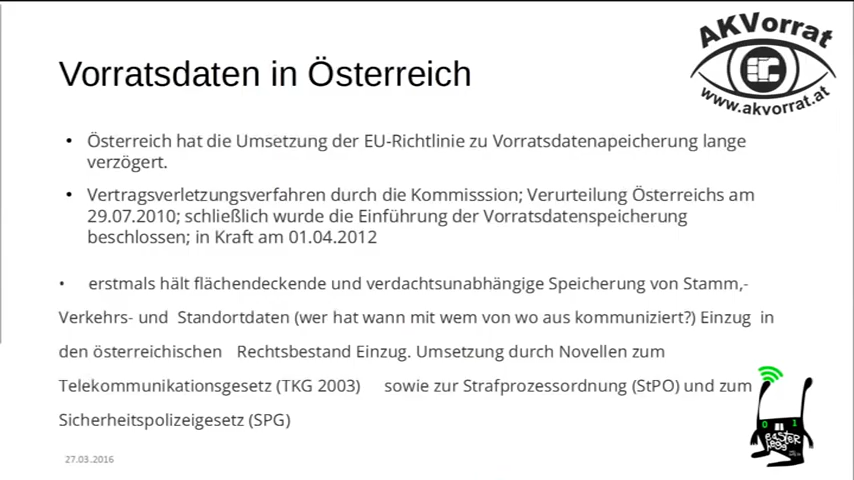 AKVorrat
www.akvorrat.at
Vorratsdaten in Österreich
• Österreich hat die Umsetzung der EU-Richtlinie zu Vorratsdatenapeicherung lange
verzögert.
• Vertragsverletzungsverfahren durch die Kommisssion; Verurteilung Österreichs am
29.07.2010; schließlich wurde die Einführung der Vorratsdatenspeicherung
beschlossen; in Kraft am 01.04.2012
• erstmals hält flächendeckende und verdachtsunabhängige Speicherung von Stamm,-
Verkehrs- und Standortdaten (wer hat wann mit wem von wo aus kommuniziert?) Einzug in
den österreichischen Rechtsbestand Einzug. Umsetzung durch Novellen zum
Telekommunikationsgesetz (TKG 2003) sowie zur Strafprozessordnung (StPO) und zum
Sicherheitspolizeigesetz (SPG)
0 1
easter
hegg
27.03.2016